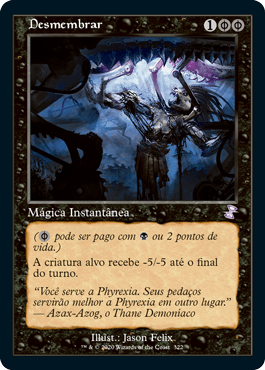 Desmembrar 1
Mágica Instantânea
( pode ser pago com ou 2 pontos de
vida.)
A criatura alvo recebe -5/-5 até o final
do turno.
"Você serve a Phyrexia. Seus pedaços
servirão melhor a Phyrexia em outro lugar."
— Azax-Azog, o Thane Demoníaco
Illus.: Jason Felix
™ & © 2020 Wizards of the Coast 322